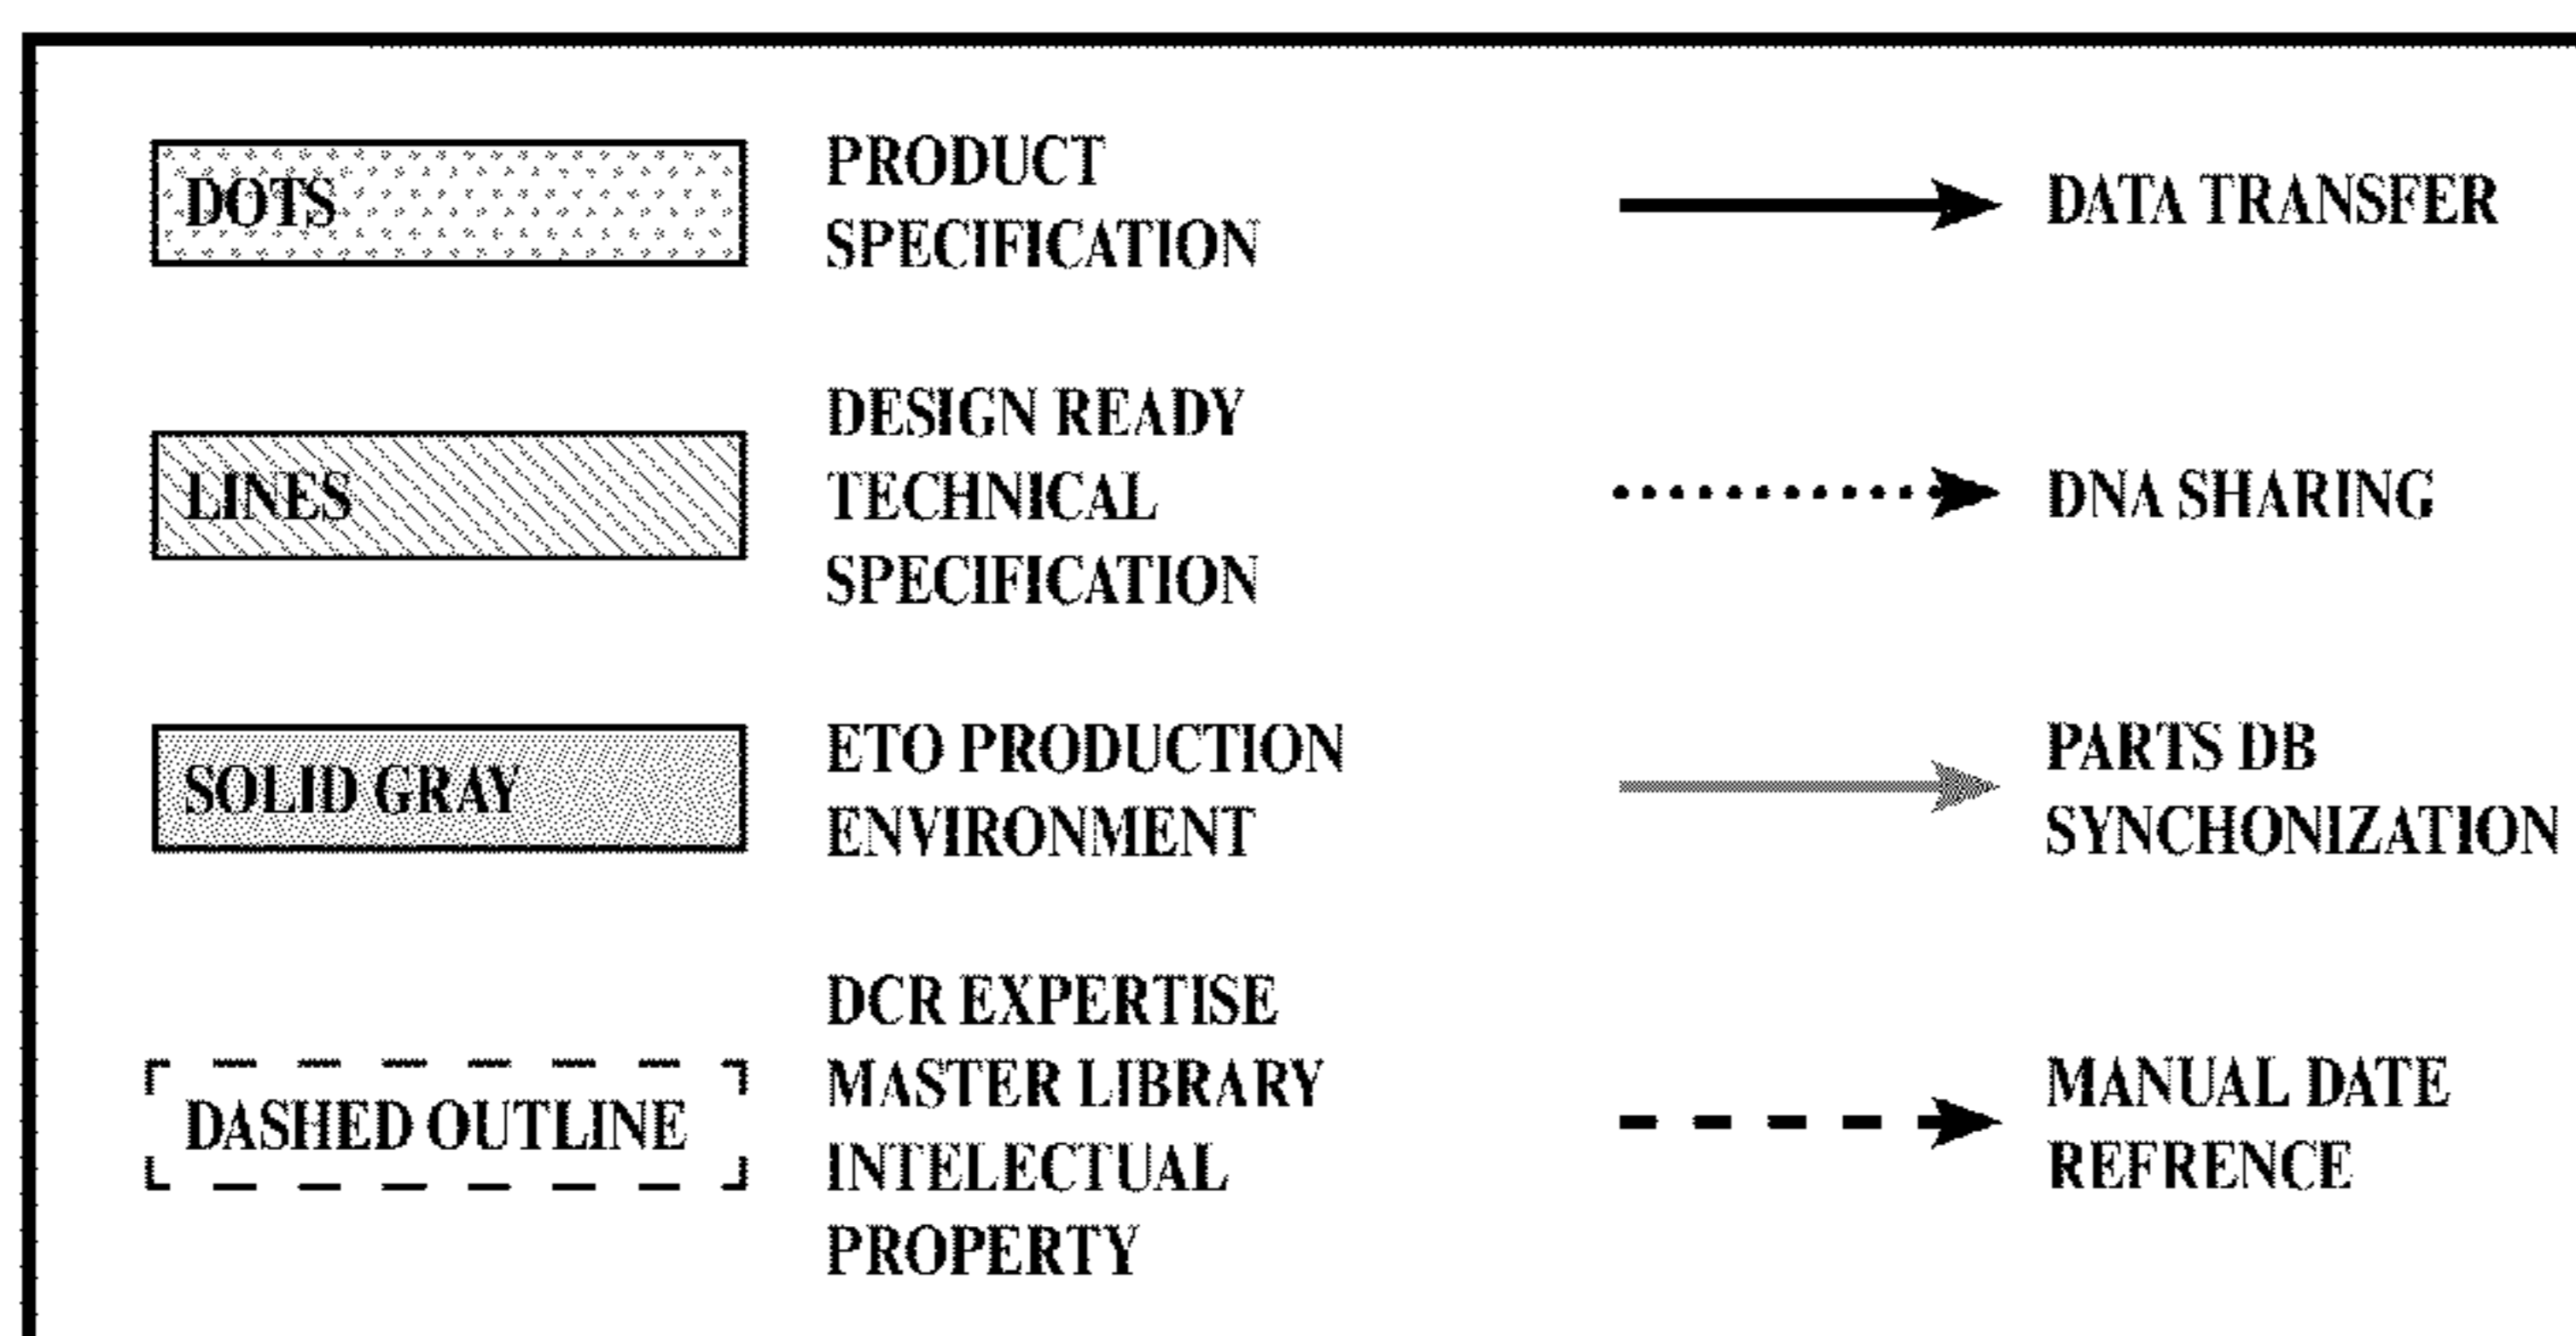 DOTS
PRODUCT
SPECIFICATION
DATA TRANSFER
LINES
DESIGN READY
TECHNICAL
SPECIFICATION
DNA SHARING
SOLID GRAY
ETO PRODUCTION
ENVIRONMENT
PARTS DB
SYNCHONIZATION
DASHED OUTLINE
DCR EXPERTISE
MASTER LIBRARY
INTELECTUAL
PROPERTY
MANUAL DATE
REFRENCE